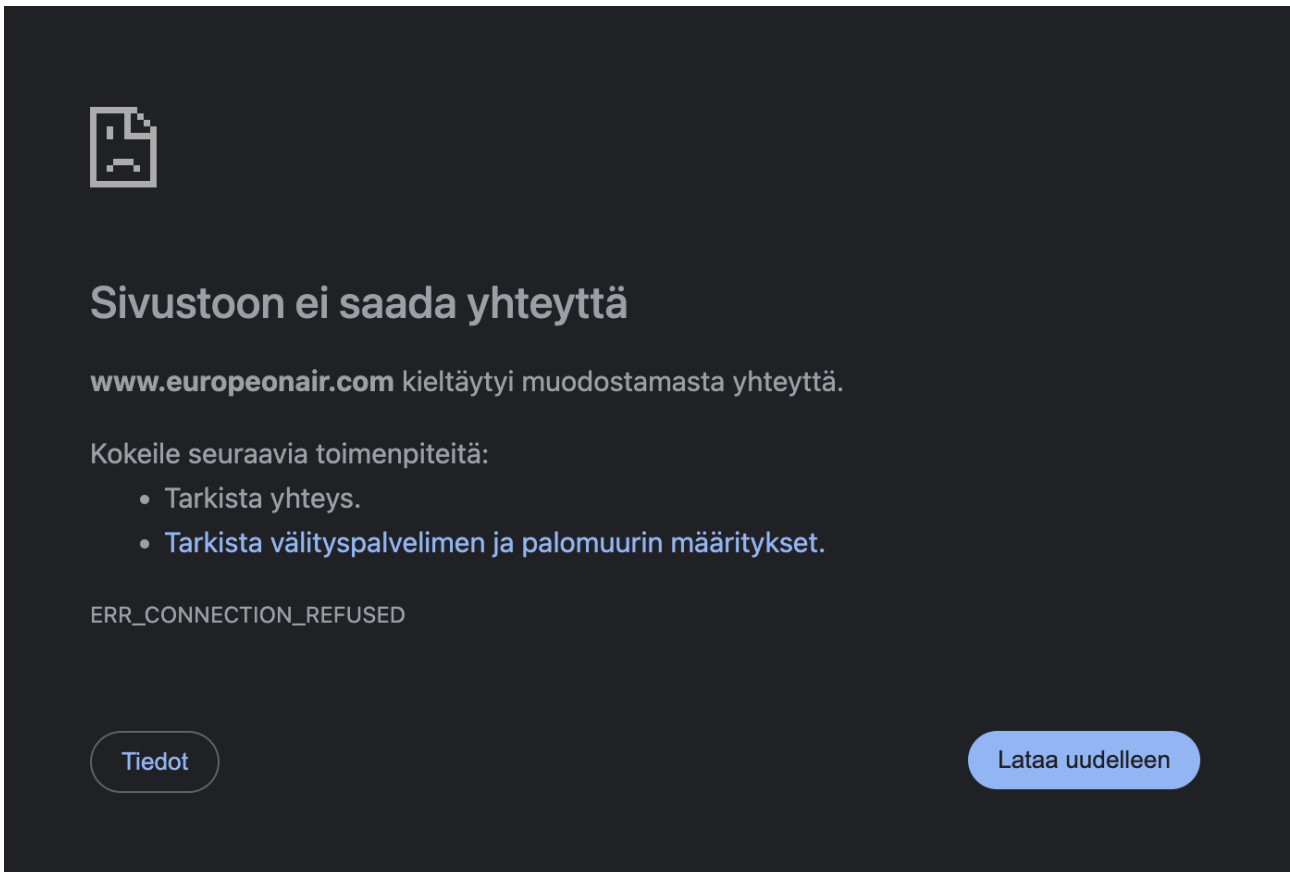 Sivustoon ei saada yhteyttä
www.europeonair.com kieltäytyi muodostamasta yhteyttä.
Kokeile seuraavia toimenpiteitä:
• Tarkista yhteys.
• Tarkista välityspalvelimen ja palomuurin määritykset.
ERR_CONNECTION_REFUSED
Tiedot
Lataa uudelleen